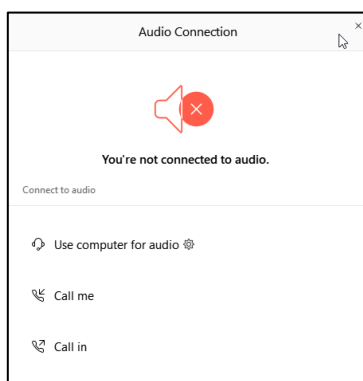 Audio Connection
You're not connected to audio.
Connect to audio
Use computer for audio
Call me
Call in